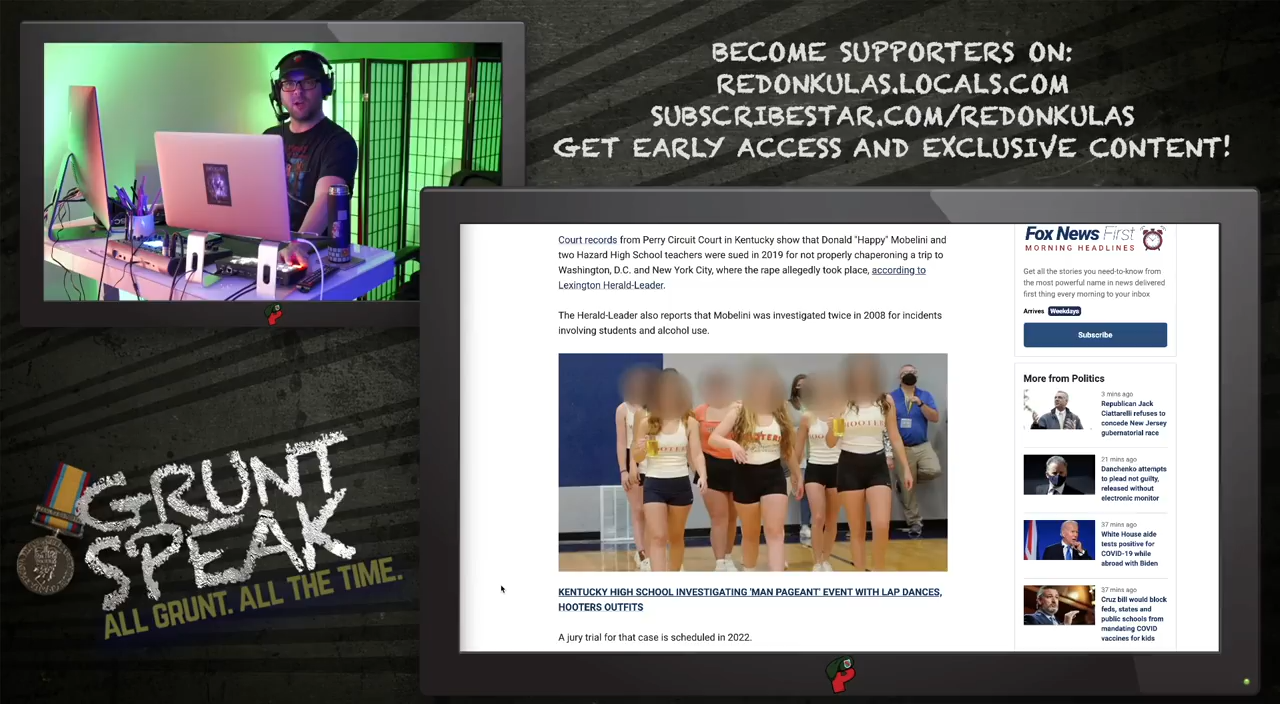 BECOME SUPPORTERS ON:
REDONKULAS.LOCALS.COM
SUBSCRIBESTAR.COM/REDONKULAS
GET EARLY ACCESS AND EXCLUSIVE CONTENT!
Court records from Perry Circuit Court in Kentucky show that Donald "Happy" Mobelini and
two Hazard High School teachers were sued in 2019 for not properly chaperoning a trip to
Washington, D.C. and New York City, where the rape allegedly took place, according to
Lexington Herald-Leader.
The Herald-Leader also reports that Mobelini was investigated twice in 2008 for incidents
involving students and alcohol use.
HOOTERS
KENTUCKY HIGH SCHOOL INVESTIGATING 'MAN PAGEANT' EVENT WITH LAP DANCES,
HOOTERS OUTFITS
A jury trial for that case is scheduled in 2022.
Fox News First
MORNING HEADLINES
Get all the stories you need-to-know from
the most powerful name in news delivered
first thing every morning to your inbox
Arrives Weekdays
Subscribe
More from Politics
3 mins ago
Republican Jack
Ciattarelli refuses to
concede New Jersey
gubernatorial race
21 mins ago
Danchenko attempts
to plead not guilty,
released without
electronic monitor
37 mins ago
White House aide
tests positive for
COVID-19 while
abroad with Biden
37 mins ago
Cruz bill would block
feds, states and
public schools from
mandating COVID
vaccines for kids
GRUNT
SPEAK
ALL GRUNT. ALL THE TIME.